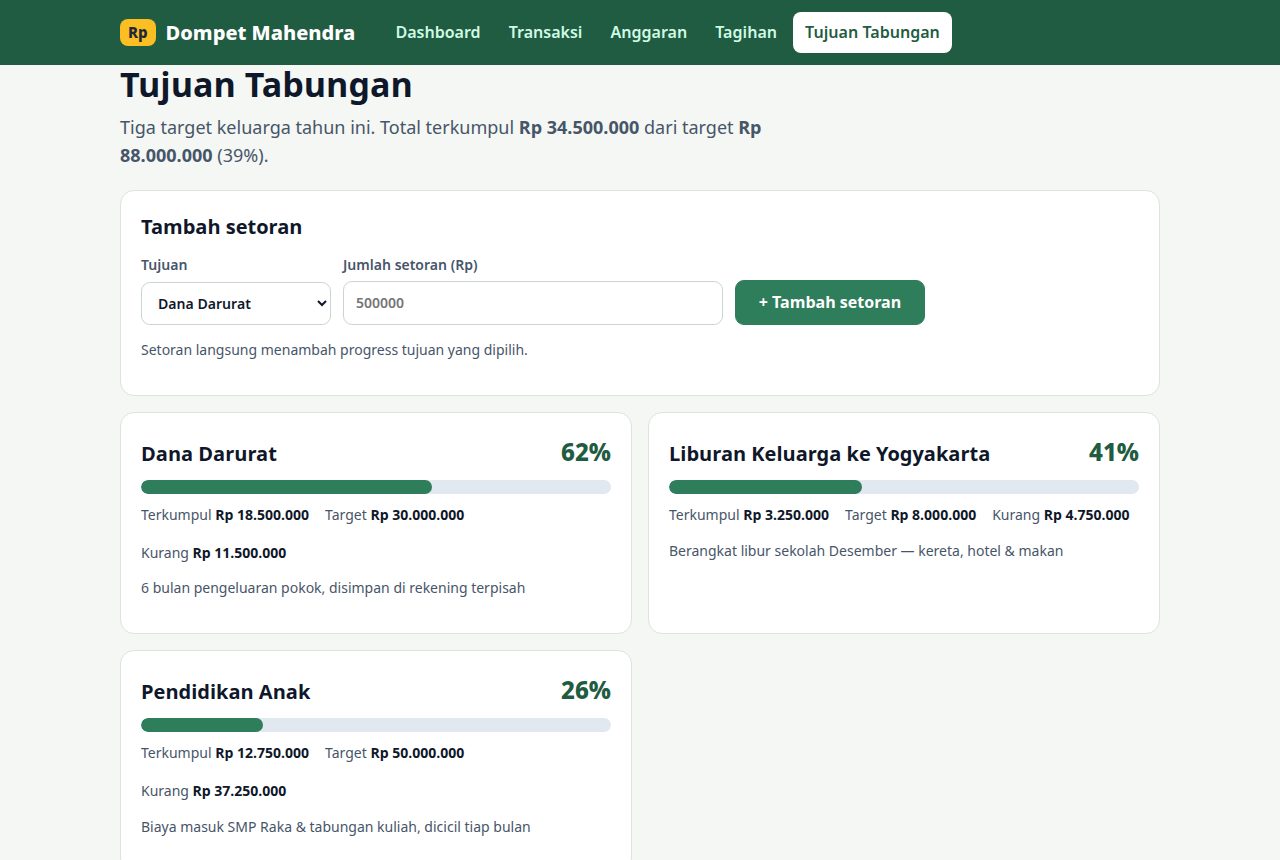 Rp Dompet Mahendra Dashboard Transaksi Anggaran Tagihan Tujuan Tabungan
Tujuan Tabungan
Tiga target keluarga tahun ini. Total terkumpul Rp 34.500.000 dari target Rp
88.000.000 (39%).
Tambah setoran
Tujuan Jumlah setoran (Rp)
Dana Darurat 500000 + Tambah setoran
Setoran langsung menambah progress tujuan yang dipilih.
Dana Darurat 62%
Terkumpul Rp 18.500.000 Target Rp 30.000.000
Kurang Rp 11.500.000
6 bulan pengeluaran pokok, disimpan di rekening terpisah
Liburan Keluarga ke Yogyakarta 41%
Terkumpul Rp 3.250.000 Target Rp 8.000.000 Kurang Rp 4.750.000
Berangkat libur sekolah Desember — kereta, hotel & makan
Pendidikan Anak 26%
Terkumpul Rp 12.750.000 Target Rp 50.000.000
Kurang Rp 37.250.000
Biaya masuk SMP Raka & tabungan kuliah, dicicil tiap bulan